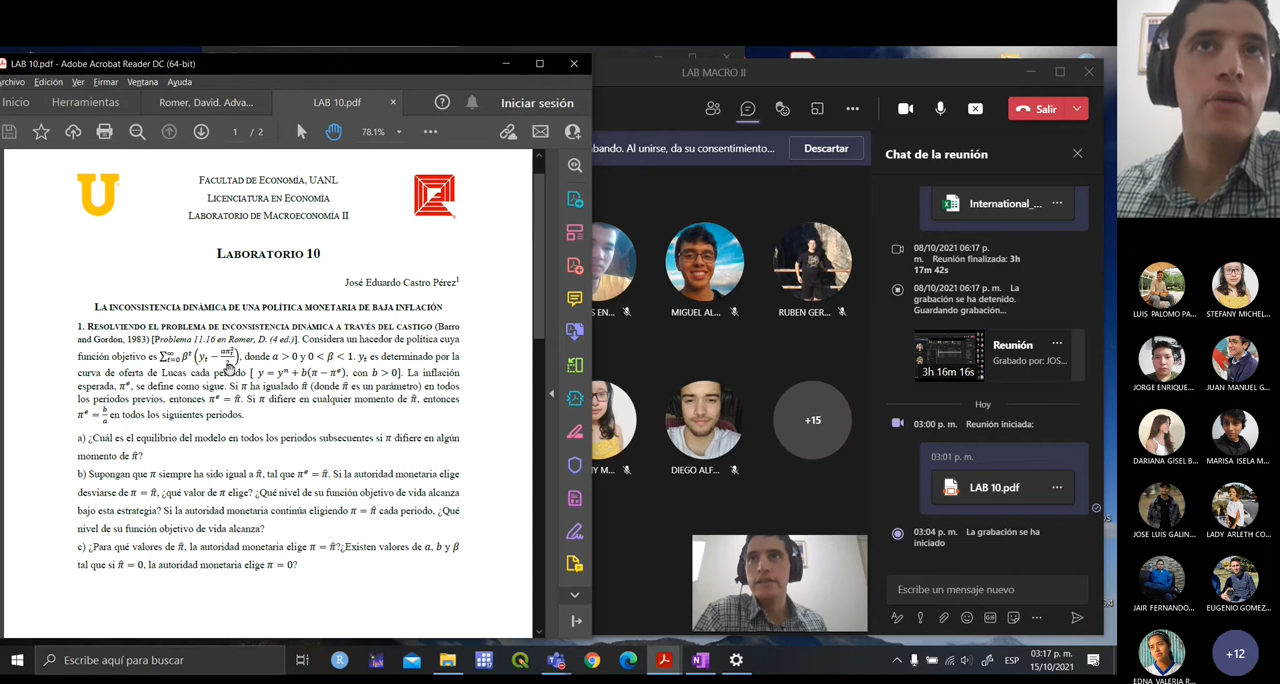 LAB 10.pdf - Adobe Acrobat Reader DC (64-bit)
Archivo Edición Ver Firmar Ventana Ayuda
Inicio Herramientas Romer, David. Adva... LAB 10.pdf Iniciar sesión
1 / 2 78.1%
FACULTAD DE ECONOMÍA, UANL
LICENCIATURA EN ECONOMÍA
LABORATORIO DE MACROECONOMÍA II
LABORATORIO 10
José Eduardo Castro Pérez¹
LA INCONSISTENCIA DINÁMICA DE UNA POLÍTICA MONETARIA DE BAJA INFLACIÓN
1. RESOLVIENDO EL PROBLEMA DE INCONSISTENCIA DINÁMICA A TRAVÉS DEL CASTIGO (Barro
and Gordon, 1983) [Problema 11.16 en Romer, D. (4 ed.)]. Considera un hacedor de política cuya
función objetivo es ∑_{t=0}^{∞} β^t (y_t − aπ_t²/2), donde a > 0 y 0 < β < 1. y_t es determinado por la
curva de oferta de Lucas cada periodo [ y = yⁿ + b(π − πᵉ), con b > 0]. La inflación
esperada, πᵉ, se define como sigue. Si π ha igualado π̂ (donde π̂ es un parámetro) en todos
los periodos previos, entonces πᵉ = π̂. Si π difiere en cualquier momento de π̂, entonces
πᵉ = b/a en todos los siguientes periodos.
a) ¿Cuál es el equilibrio del modelo en todos los periodos subsecuentes si π difiere en algún
momento de π̂?
b) Supongan que π siempre ha sido igual a π̂, tal que πᵉ = π̂. Si la autoridad monetaria elige
desviarse de π = π̂, ¿qué valor de π elige? ¿Qué nivel de su función objetivo de vida alcanza
bajo esta estrategia? Si la autoridad monetaria continúa eligiendo π = π̂ cada periodo, ¿Qué
nivel de su función objetivo de vida alcanza?
c) ¿Para qué valores de π̂, la autoridad monetaria elige π = π̂?¿Existen valores de a, b y β
tal que si π̂ = 0, la autoridad monetaria elige π = 0?
LAB MACRO II
Salir
bando. Al unirse, da su consentimiento... Descartar
MIGUEL AL...
RUBEN GER...
DIEGO ALF...
+15
Chat de la reunión
International_...
08/10/2021 06:17 p.
m. Reunión finalizada: 3h
17m 42s
08/10/2021 06:17 p. m. La
grabación se ha detenido.
Guardando grabación...
Reunión
Grabado por: JOS...
3h 16m 16s
Hoy
03:00 p. m. Reunión iniciada:
03:01 p. m.
LAB 10.pdf
03:04 p. m. La grabación se ha
iniciado
Escribe un mensaje nuevo
LUIS PALOMO PA...
STEFANY MICHEL...
JORGE ENRIQUE...
JUAN MANUEL G...
DARIANA GISEL B...
MARISA ISELA M...
JOSE LUIS GALIN...
LADY ARLETH CO...
JAIR FERNANDO...
EUGENIO GOMEZ...
EDNA VALERIA R...
+12
Escribe aquí para buscar
ESP
03:17 p. m.
15/10/2021